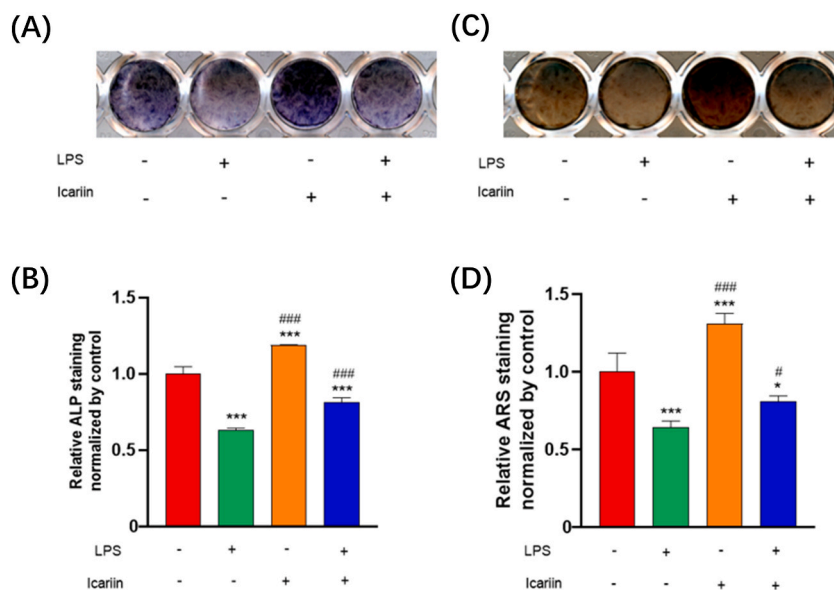 (A)
LPS - + - +
Icariin - - + +
(B)
Relative ALP staining
normalized by control
1.5
1.0
0.5
0
***
###
***
###
***
LPS - + - +
Icariin - - + +
(C)
LPS - + - +
Icariin - - + +
(D)
Relative ARS staining
normalized by control
1.5
1.0
0.5
0
***
###
***
#
*
LPS - + - +
Icariin - - + +